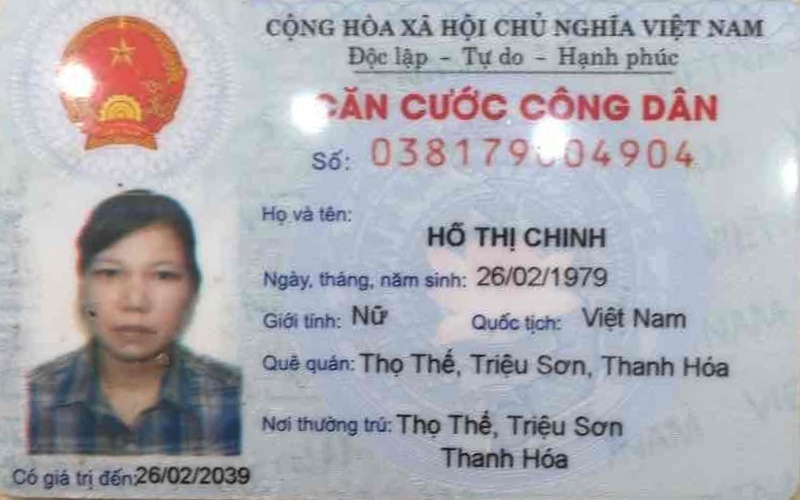 CỘNG HÒA XÃ HỘI CHỦ NGHĨA VIỆT NAM
Độc lập - Tự do - Hạnh phúc
CĂN CƯỚC CÔNG DÂN
Số:
Họ và tên:
HỒ THỊ CHINH
Ngày, tháng, năm sinh: 26/02/1979
Giới tính: Nữ Quốc tịch: Việt Nam
Quê quán: Thọ Thế, Triệu Sơn, Thanh Hóa
Nơi thường trú: Thọ Thế, Triệu Sơn
Thanh Hóa
Có giá trị đến: 26/02/2039